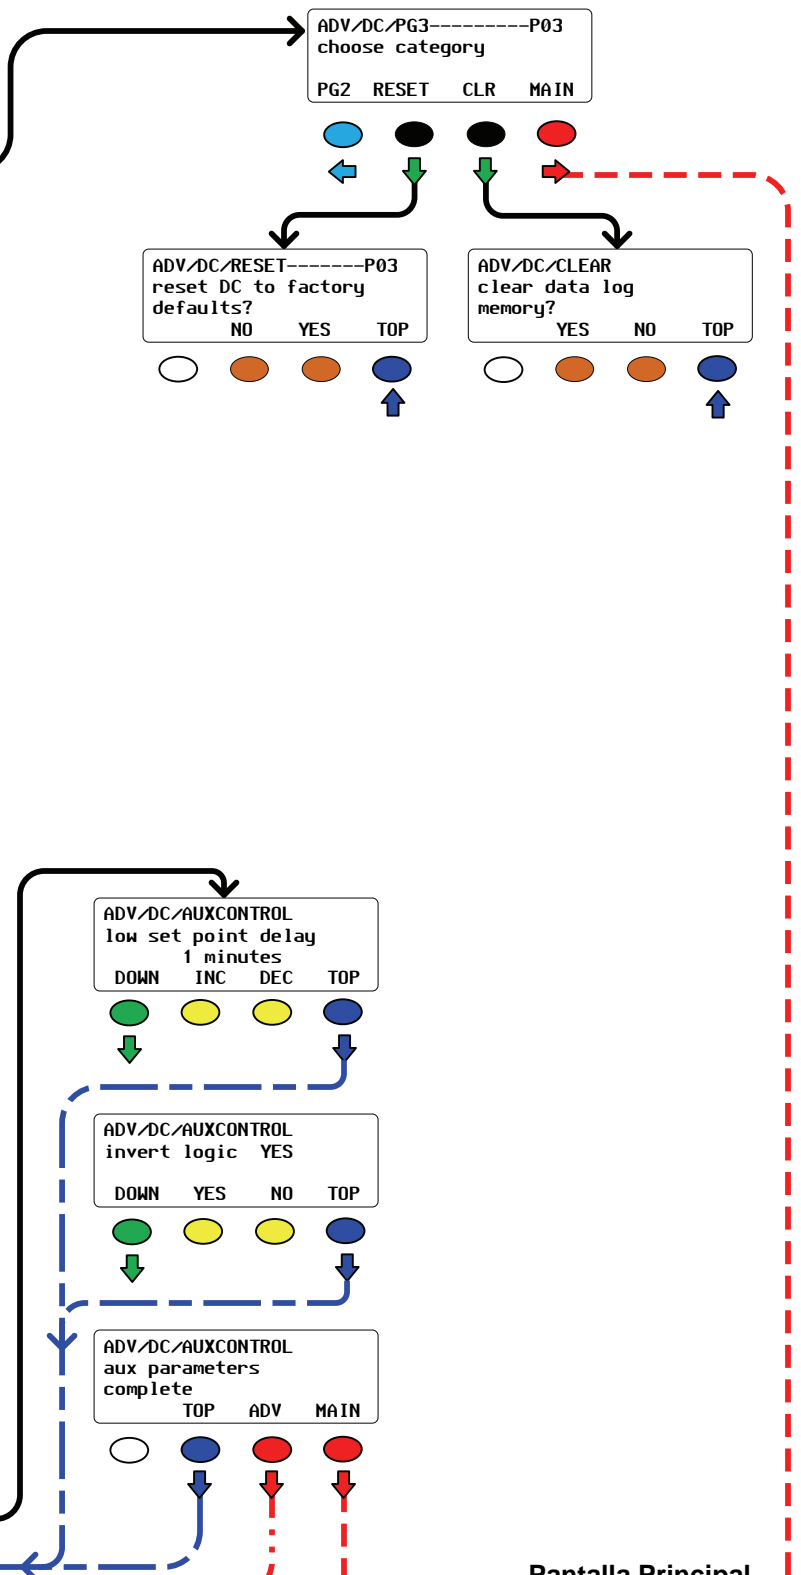 ADV/DC/PG3---------P03
choose category
PG2 RESET CLR MAIN
ADV/DC/RESET-------P03
reset DC to factory
defaults?
NO YES TOP
ADV/DC/CLEAR
clear data log
memory?
YES NO TOP
ADV/DC/AUXCONTROL
low set point delay
1 minutes
DOWN INC DEC TOP
ADV/DC/AUXCONTROL
invert logic YES
DOWN YES NO TOP
ADV/DC/AUXCONTROL
aux parameters
complete
TOP ADV MAIN
Pantalla Principal